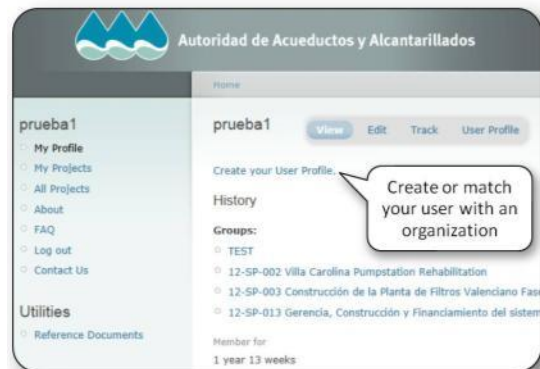 Autoridad de Acueductos y Alcantarillados
Home
prueba1
My Profile
My Projects
All Projects
About
FAQ
Log out
Contact Us
Utilities
Reference Documents
prueba1
View
Edit
Track
User Profile
Create your User Profile.
Create or match
your user with an
organization
History
Groups:
TEST
12-SP-002 Villa Carolina Pumpstation Rehabilitation
12-SP-003 Construcción de la Planta de Filtros Valenciano Fase
12-SP-013 Gerencia, Construcción y Financiamiento del sistem
Member for
1 year 13 weeks